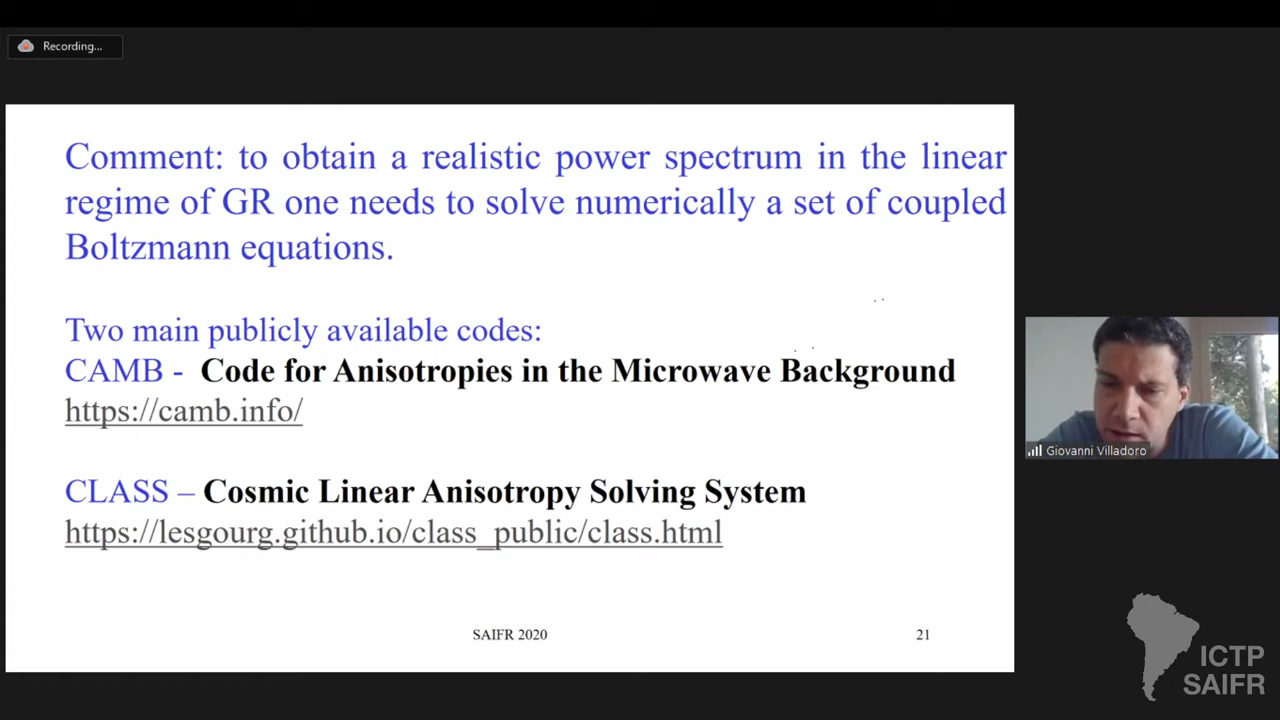 Recording...
Comment: to obtain a realistic power spectrum in the linear
regime of GR one needs to solve numerically a set of coupled
Boltzmann equations.
Two main publicly available codes:
CAMB - Code for Anisotropies in the Microwave Background
https://camb.info/
CLASS – Cosmic Linear Anisotropy Solving System
https://lesgourg.github.io/class_public/class.html
SAIFR 2020
21
Giovanni Villadoro
ICTP
SAIFR